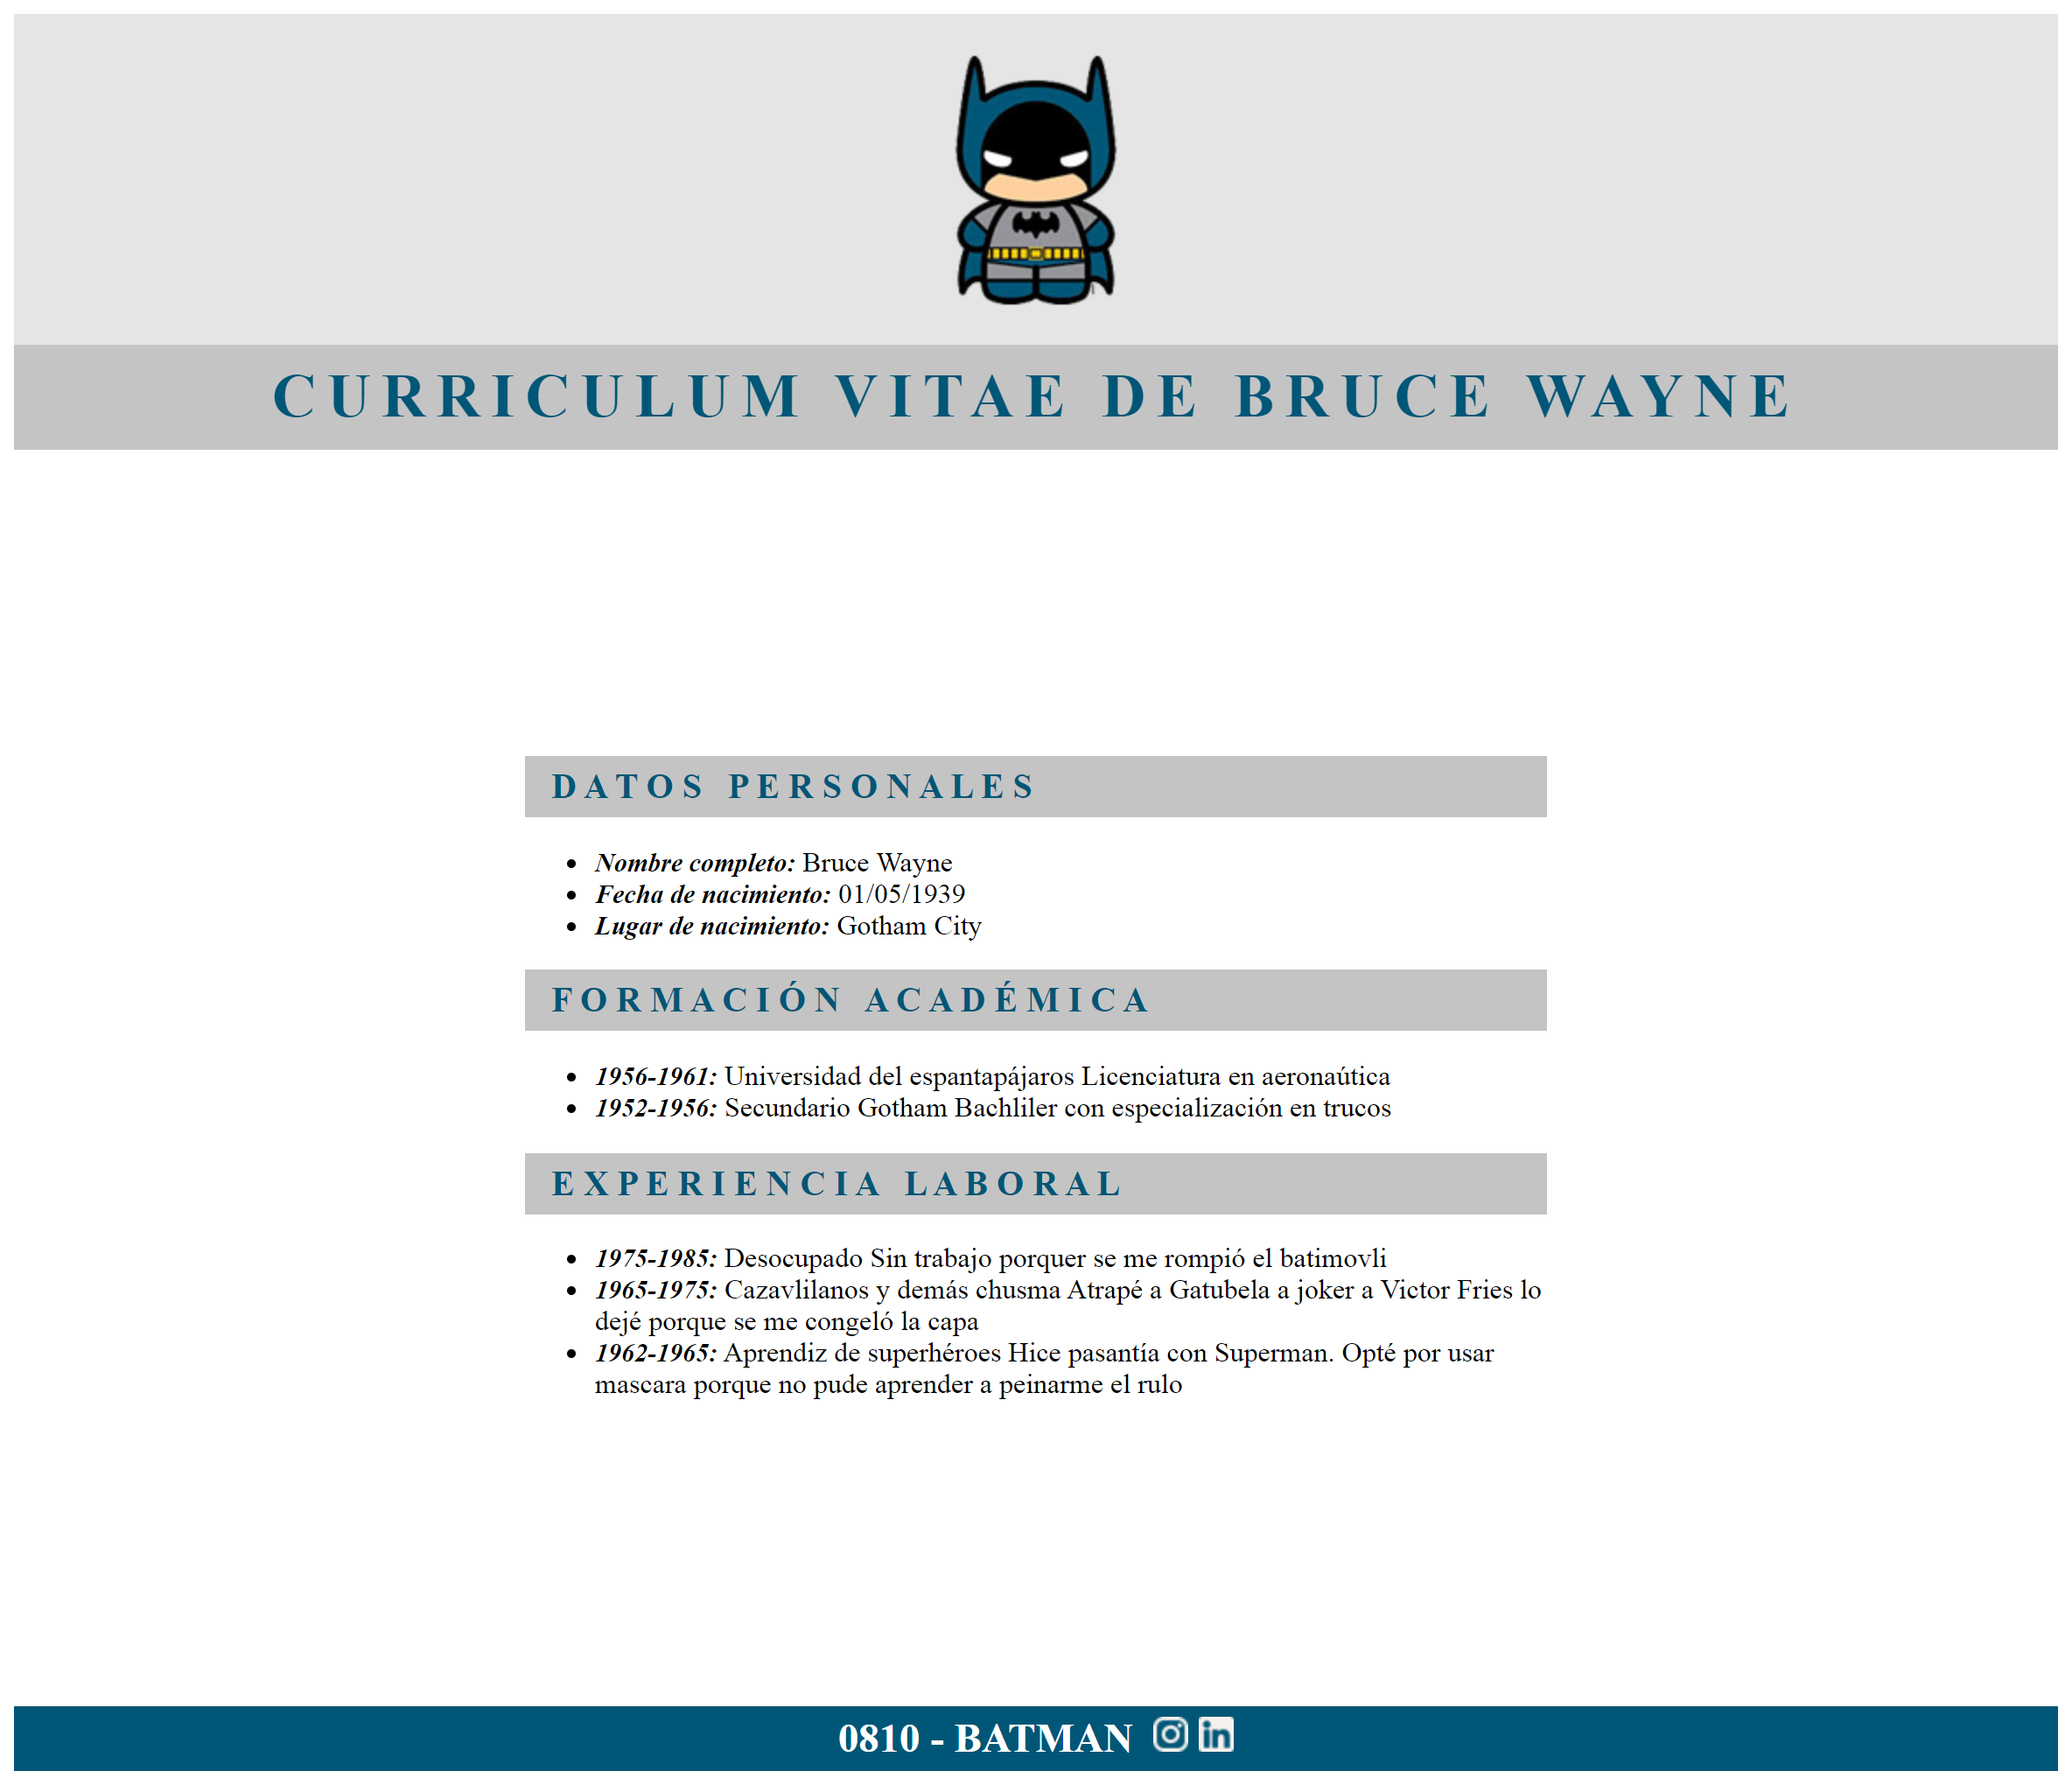 CURRICULUM VITAE DE BRUCE WAYNE
DATOS PERSONALES
Nombre completo: Bruce Wayne
Fecha de nacimiento: 01/05/1939
Lugar de nacimiento: Gotham City
FORMACIÓN ACADÉMICA
1956-1961: Universidad del espantapájaros Licenciatura en aeronaútica
1952-1956: Secundario Gotham Bachliler con especialización en trucos
EXPERIENCIA LABORAL
1975-1985: Desocupado Sin trabajo porquer se me rompió el batimovli
1965-1975: Cazavlilanos y demás chusma Atrapé a Gatubela a joker a Victor Fries lo
dejé porque se me congeló la capa
1962-1965: Aprendiz de superhéroes Hice pasantía con Superman. Opté por usar
mascara porque no pude aprender a peinarme el rulo
0810 - BATMAN in